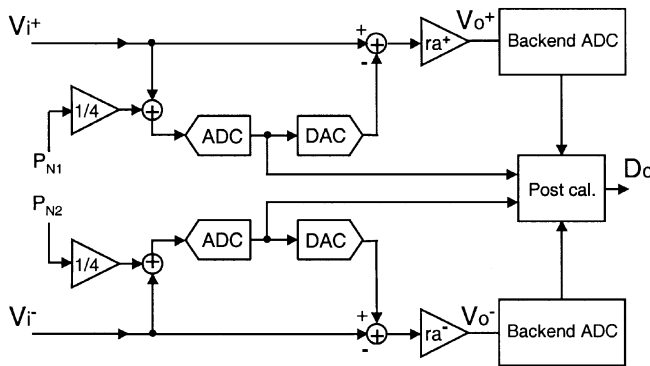 Vi+
+
-
ra+
Vo+
Backend ADC
1/4
+
ADC
DAC
PN1
Post cal.
Do
PN2
1/4
+
ADC
DAC
Vi-
+
-
ra-
Vo-
Backend ADC